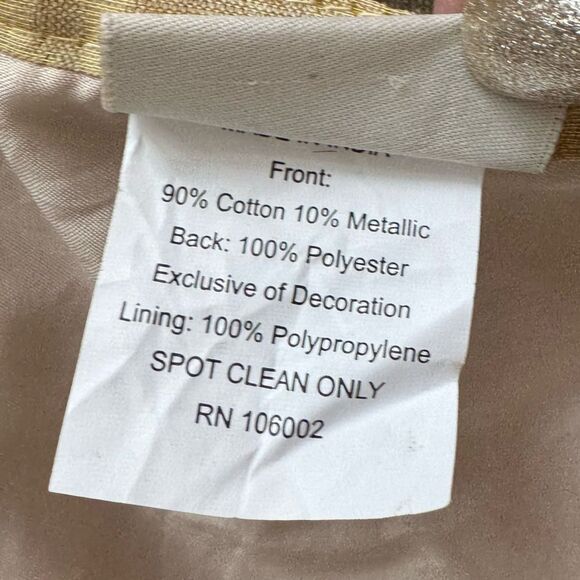 Front:
90% Cotton 10% Metallic
Back: 100% Polyester
Exclusive of Decoration
Lining: 100% Polypropylene
SPOT CLEAN ONLY
RN 106002